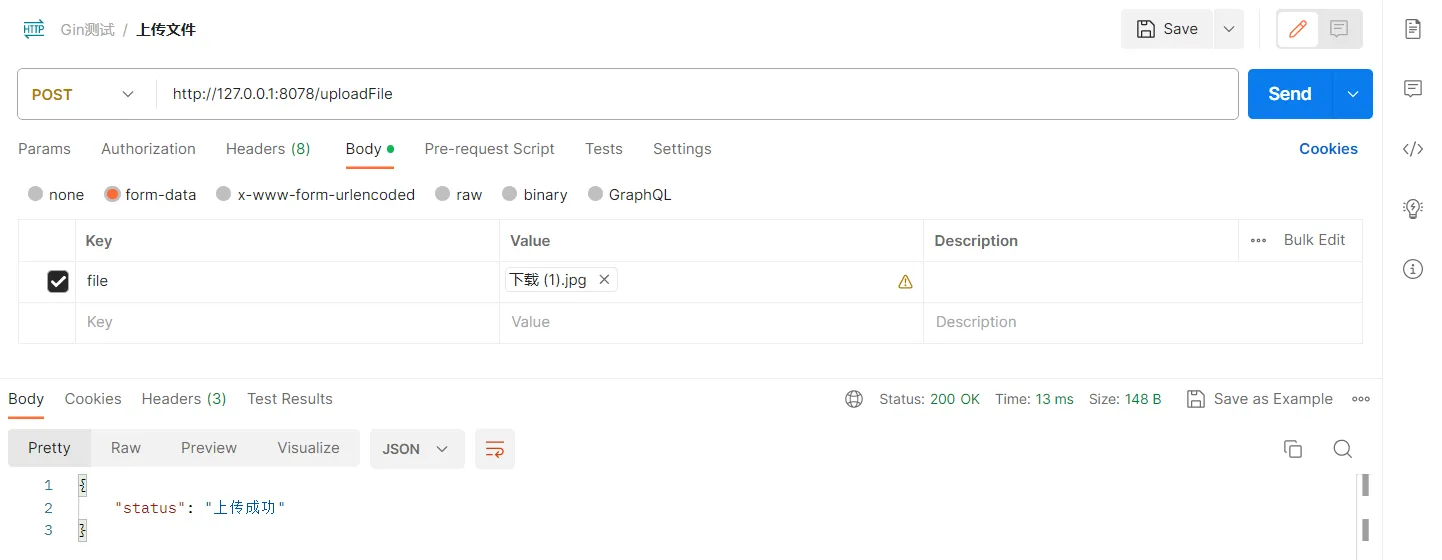 HTTP Gin测试 / 上传文件 Save
POST http://127.0.0.1:8078/uploadFile Send
Params Authorization Headers (8) Body Pre-request Script Tests Settings Cookies
none form-data x-www-form-urlencoded raw binary GraphQL
Key Value Description Bulk Edit
file 下载 (1).jpg
Key Value Description
Body Cookies Headers (3) Test Results Status: 200 OK Time: 13 ms Size: 148 B Save as Example
Pretty Raw Preview Visualize JSON
1 {
2 "status": "上传成功"
3 }